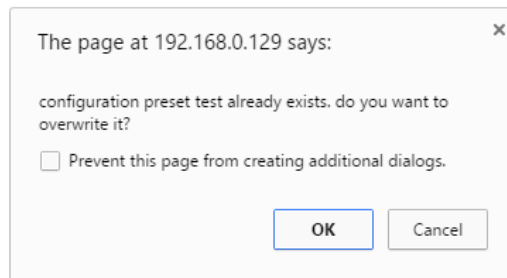 The page at 192.168.0.129 says:
configuration preset test already exists. do you want to
overwrite it?
Prevent this page from creating additional dialogs.
OK Cancel